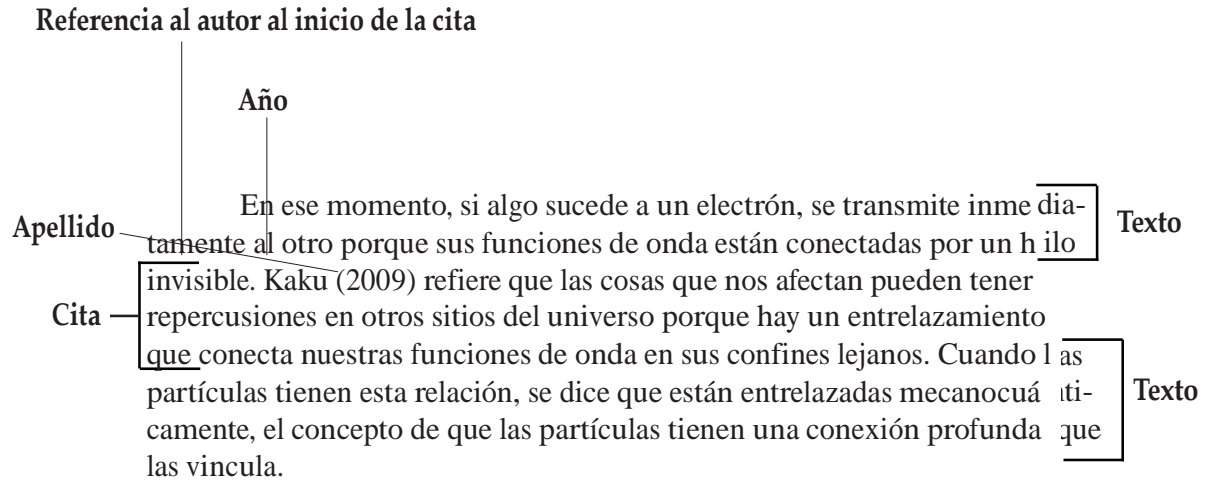 Referencia al autor al inicio de la cita
Año
Apellido
En ese momento, si algo sucede a un electrón, se transmite inmedia-
tamente al otro porque sus funciones de onda están conectadas por un hilo
Texto
invisible. Kaku (2009) refiere que las cosas que nos afectan pueden tener
Cita
repercusiones en otros sitios del universo porque hay un entrelazamiento
que conecta nuestras funciones de onda en sus confines lejanos. Cuando las
partículas tienen esta relación, se dice que están entrelazadas mecanocuánti-
Texto
camente, el concepto de que las partículas tienen una conexión profunda que
las vincula.